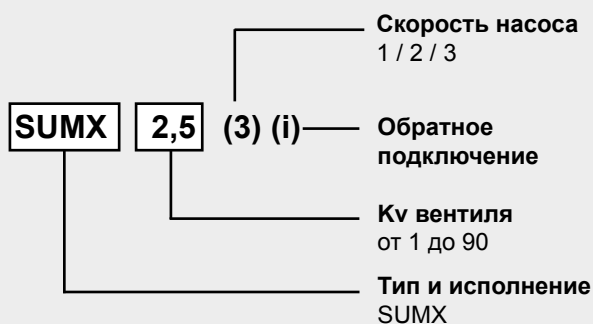 Скорость насоса
1 / 2 / 3
SUMX 2,5 (3) (i)
Обратное
подключение
Kv вентиля
от 1 до 90
Тип и исполнение
SUMX